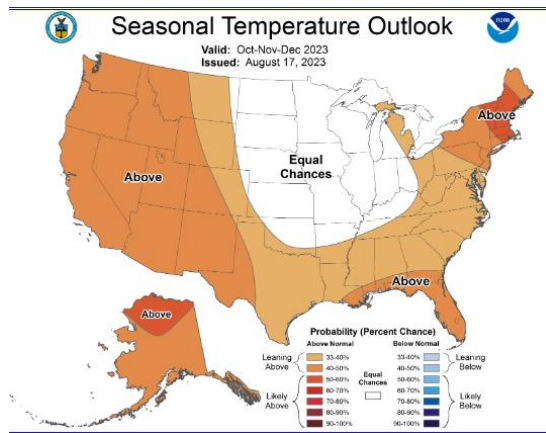 Seasonal Temperature Outlook
Valid: Oct-Nov-Dec 2023
Issued: August 17, 2023
Above
Equal
Chances
Above
Above
Above
Probability (Percent Chance)
Above Normal
Below Normal
Leaning
Above
33-40%
40-50%
Likely
Above
50-60%
60-70%
70-80%
80-90%
90-100%
Equal
Chances
33-40%
40-50%
Leaning
Below
50-60%
60-70%
70-80%
80-90%
90-100%
Likely
Below